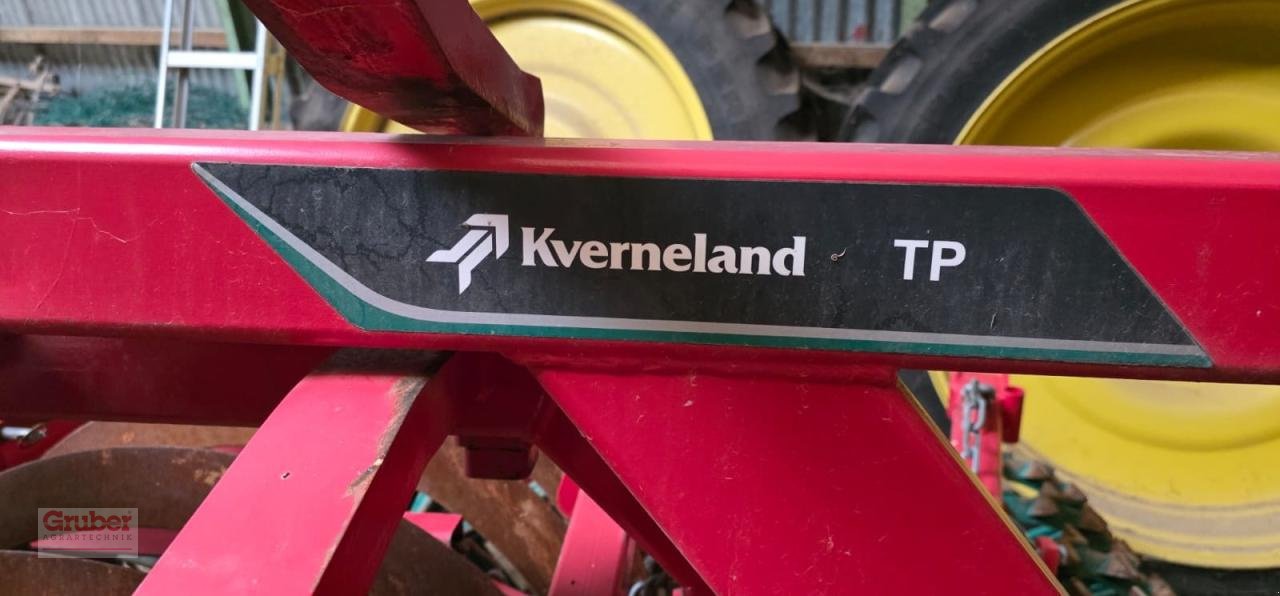 Kverneland TP
Gruber
AGRARTECHNIK